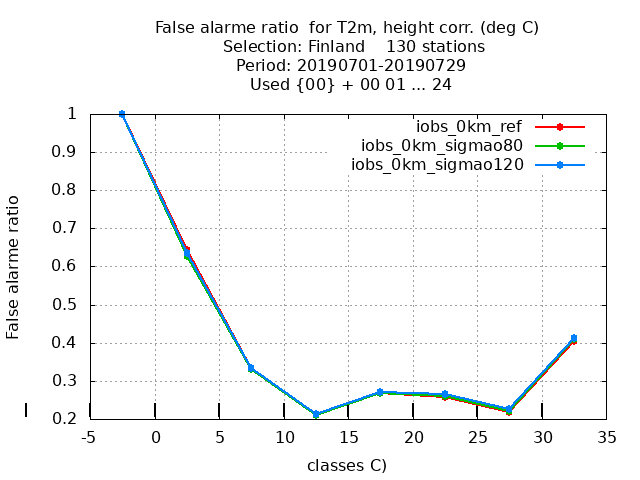 False alarme ratio  for T2m, height corr. (deg C)
Selection: Finland    130 stations
Period: 20190701-20190729
Used {00} + 00 01 ... 24
iobs_0km_ref
iobs_0km_sigmao80
iobs_0km_sigmao120
False alarme ratio
1
0.9
0.8
0.7
0.6
0.5
0.4
0.3
0.2
-5 0 5 10 15 20 25 30 35
classes C)